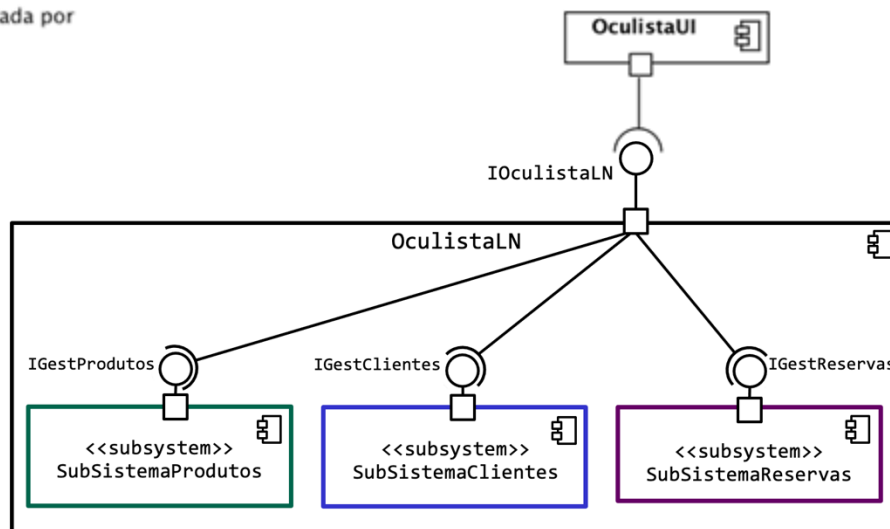 ada por
OculistaUI
IOculistaLN
OculistaLN
IGestProdutos
IGestClientes
IGestReservas
<<subsystem>>
SubSistemaProdutos
<<subsystem>>
SubSistemaClientes
<<subsystem>>
SubSistemaReservas